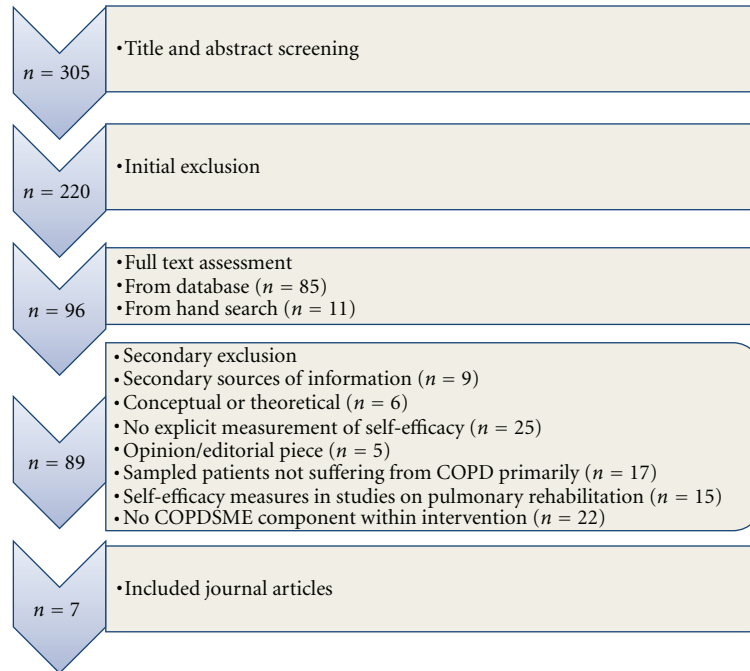 n = 305
•Title and abstract screening
n = 220
•Initial exclusion
n = 96
•Full text assessment
•From database (n = 85)
•From hand search (n = 11)
n = 89
•Secondary exclusion
•Secondary sources of information (n = 9)
•Conceptual or theoretical (n = 6)
•No explicit measurement of self-efficacy (n = 25)
•Opinion/editorial piece (n = 5)
•Sampled patients not suffering from COPD primarily (n = 17)
•Self-efficacy measures in studies on pulmonary rehabilitation (n = 15)
•No COPDSME component within intervention (n = 22)
n = 7
•Included journal articles